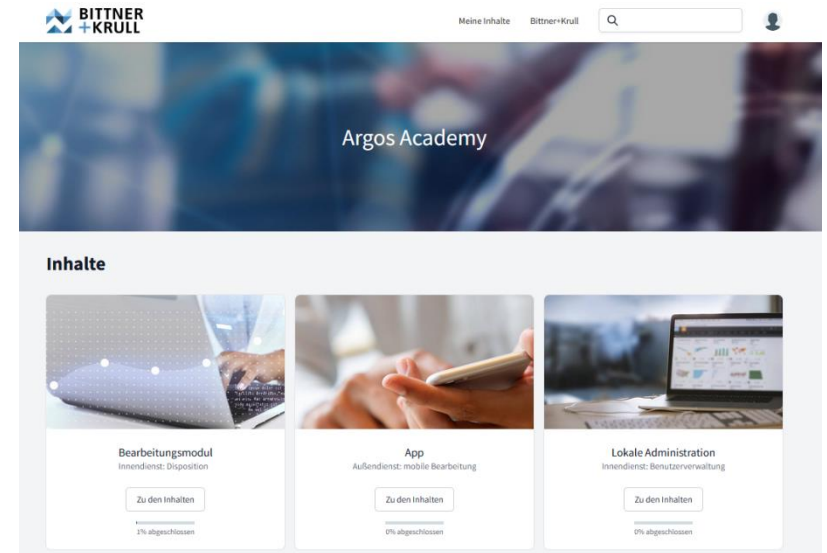 BITTNER
+KRULL
Meine Inhalte
Bittner+Krull
Argos Academy
Inhalte
Bearbeitungsmodul
Innendienst: Disposition
Zu den Inhalten
1% abgeschlossen
App
Außendienst: mobile Bearbeitung
Zu den Inhalten
0% abgeschlossen
Lokale Administration
Innendienst: Benutzerverwaltung
Zu den Inhalten
0% abgeschlossen